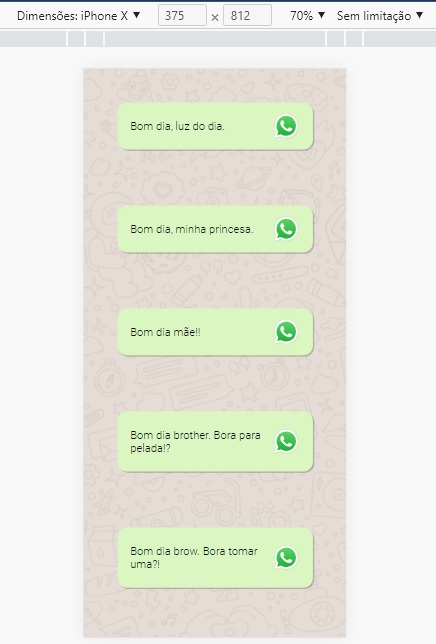 Dimensões: iPhone X ▼ 375 × 812 70% ▼ Sem limitação ▼
Bom dia, luz do dia.
Bom dia, minha princesa.
Bom dia mãe!!
Bom dia brother. Bora para
pelada!?
Bom dia brow. Bora tomar
uma?!